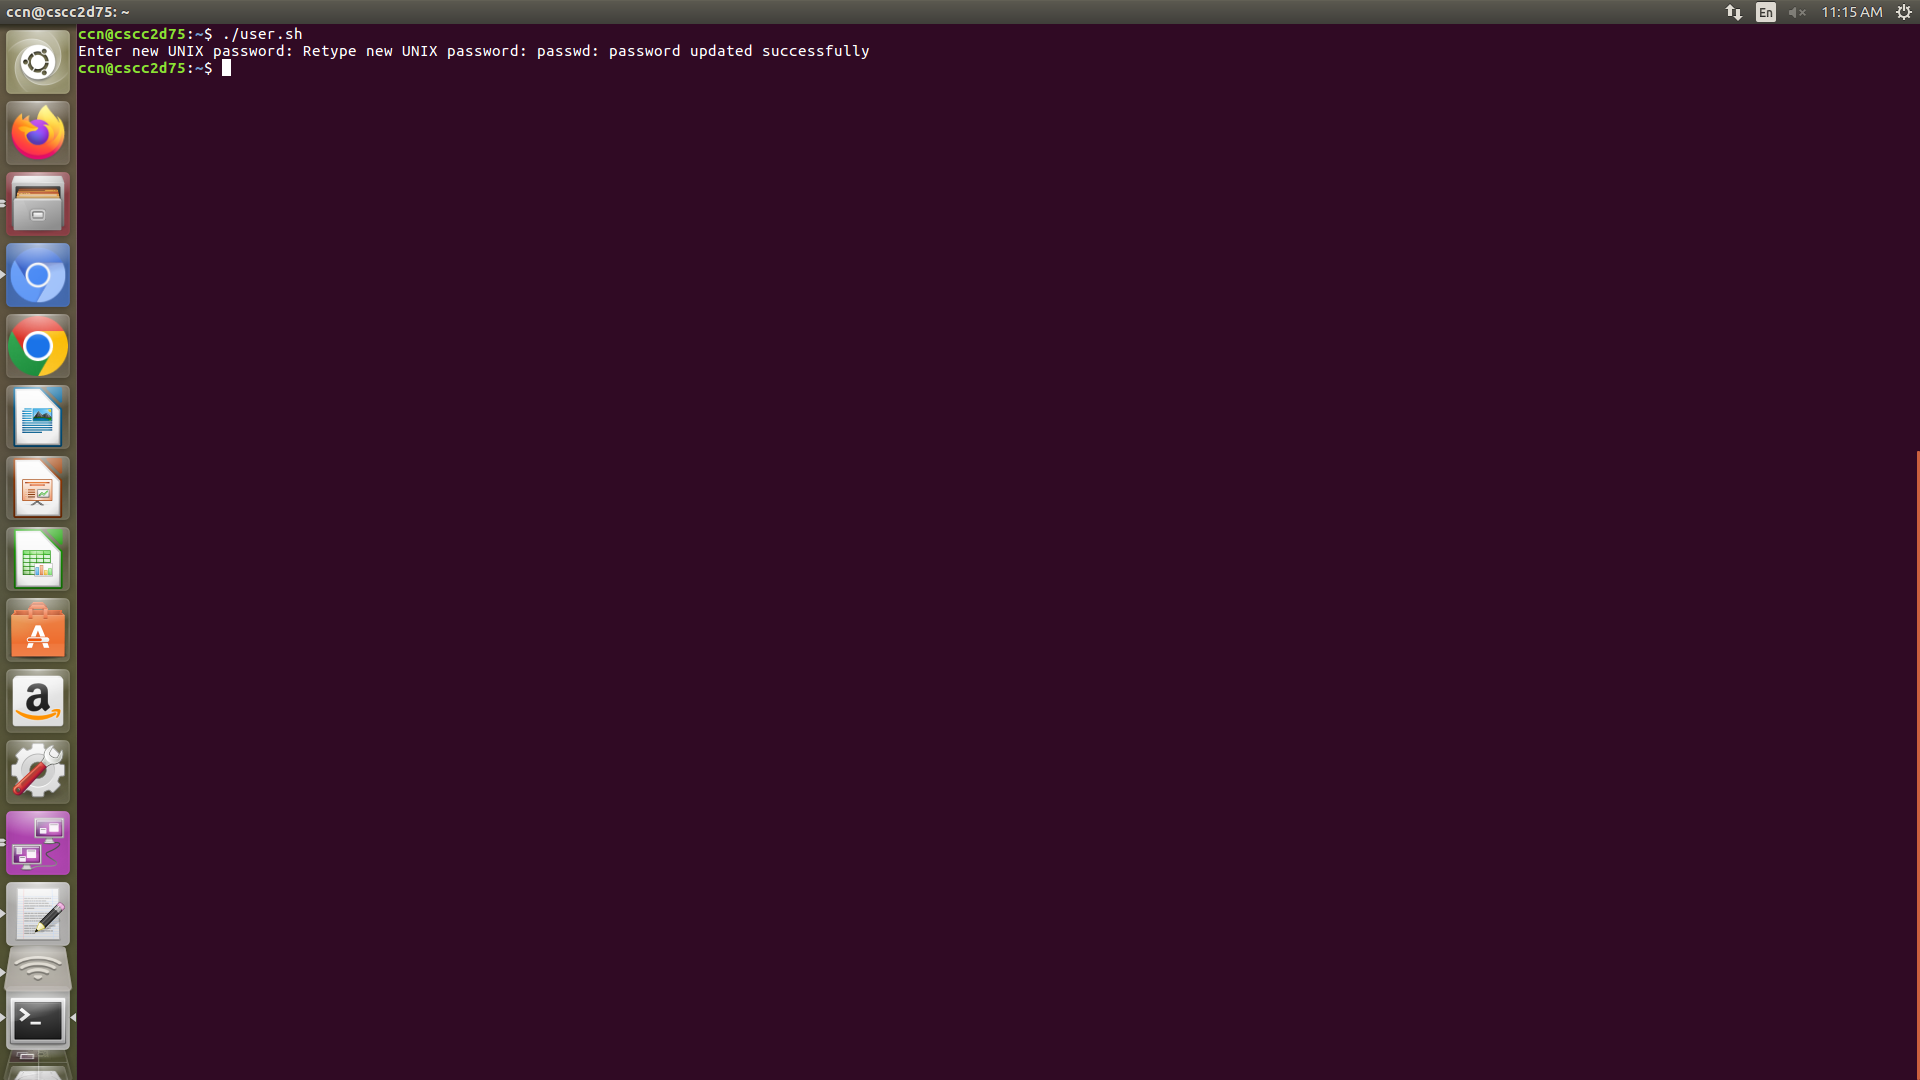 ccn@cscc2d75: ~
En
11:15 AM
ccn@cscc2d75:~$ ./user.sh
Enter new UNIX password: Retype new UNIX password: passwd: password updated successfully
ccn@cscc2d75:~$